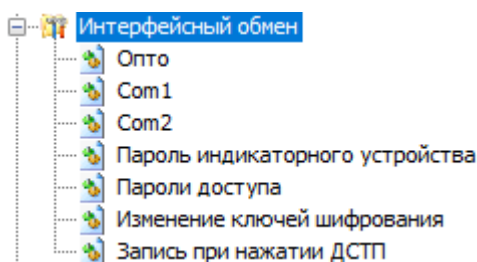 Интерфейсный обмен
Опто
Com1
Com2
Пароль индикаторного устройства
Пароли доступа
Изменение ключей шифрования
Запись при нажатии ДСТП